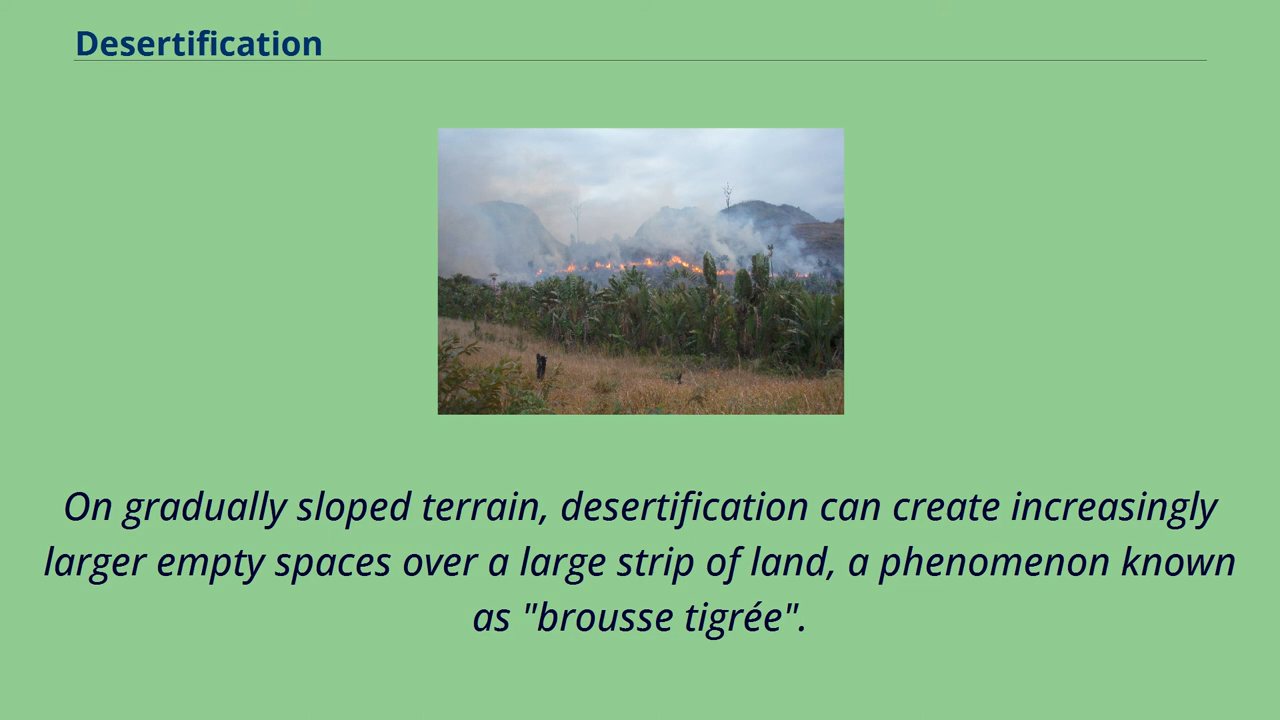 Desertification
On gradually sloped terrain, desertification can create increasingly
larger empty spaces over a large strip of land, a phenomenon known
as "brousse tigrée".